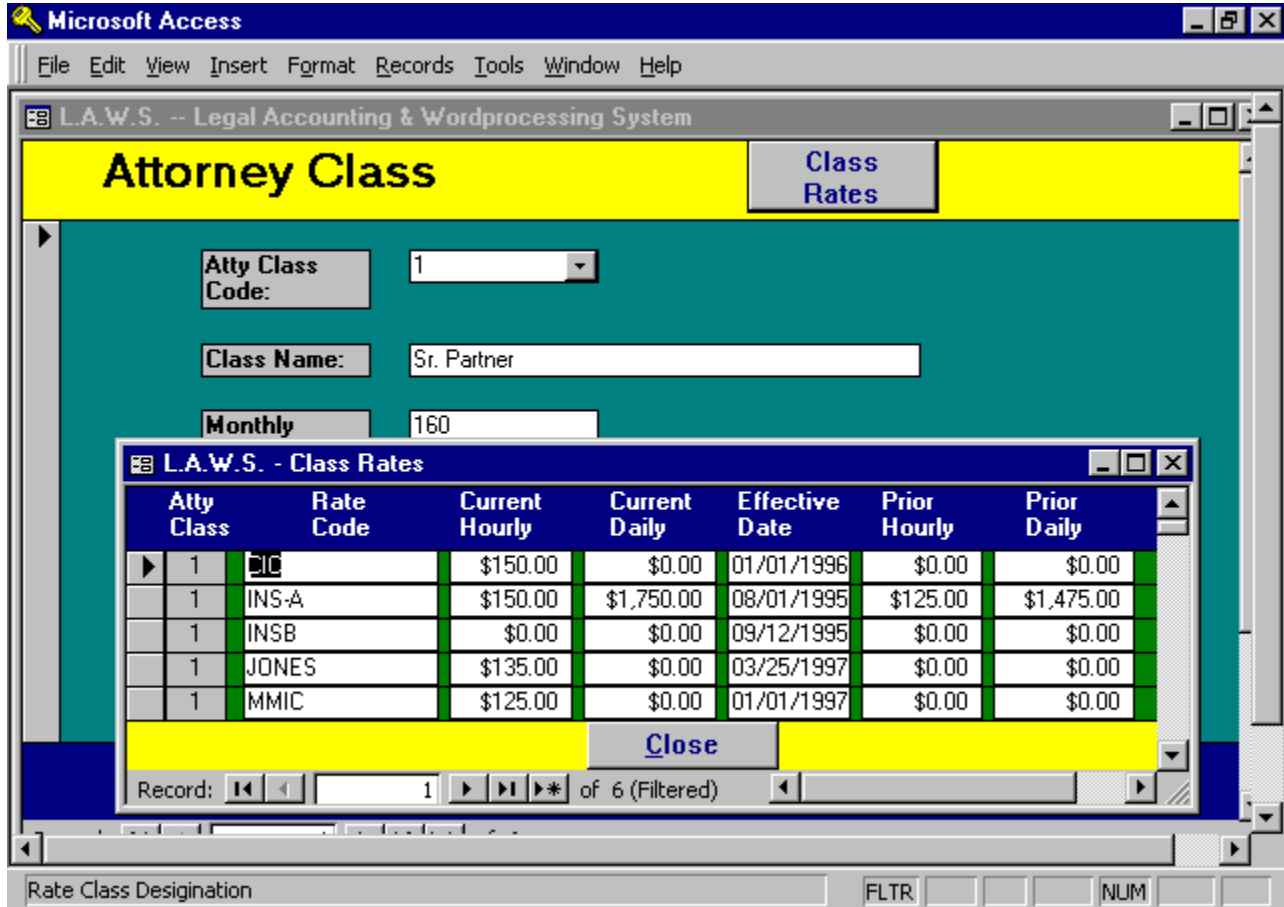 Microsoft Access
File Edit View Insert Format Records Tools Window Help
L.A.W.S. -- Legal Accounting & Wordprocessing System
Attorney Class
Class
Rates
Atty Class
Code:
1
Class Name:
Sr. Partner
Monthly
160
L.A.W.S. - Class Rates
Atty Class Rate Code Current Hourly Current Daily Effective Date Prior Hourly Prior Daily
1 CIC $150.00 $0.00 01/01/1996 $0.00 $0.00
1 INS-A $150.00 $1,750.00 08/01/1995 $125.00 $1,475.00
1 INSB $0.00 $0.00 09/12/1995 $0.00 $0.00
1 JONES $135.00 $0.00 03/25/1997 $0.00 $0.00
1 MMIC $125.00 $0.00 01/01/1997 $0.00 $0.00
Close
Record: 1 of 6 (Filtered)
Rate Class Desigination FLTR NUM